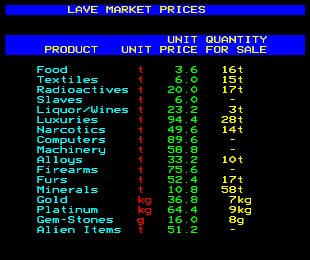 LAVE MARKET PRICES
UNIT QUANTITY
PRODUCT UNIT PRICE FOR SALE
Food t 3.6 16t
Textiles t 6.0 15t
Radioactives t 20.0 17t
Slaves t 6.0 -
Liquor/Wines t 23.2 3t
Luxuries t 94.4 28t
Narcotics t 49.6 14t
Computers t 89.6 -
Machinery t 58.8 -
Alloys t 33.2 10t
Firearms t 75.6 -
Furs t 52.4 17t
Minerals t 10.8 58t
Gold kg 36.8 7kg
Platinum kg 64.4 9kg
Gem-Stones g 16.0 8g
Alien Items t 51.2 -